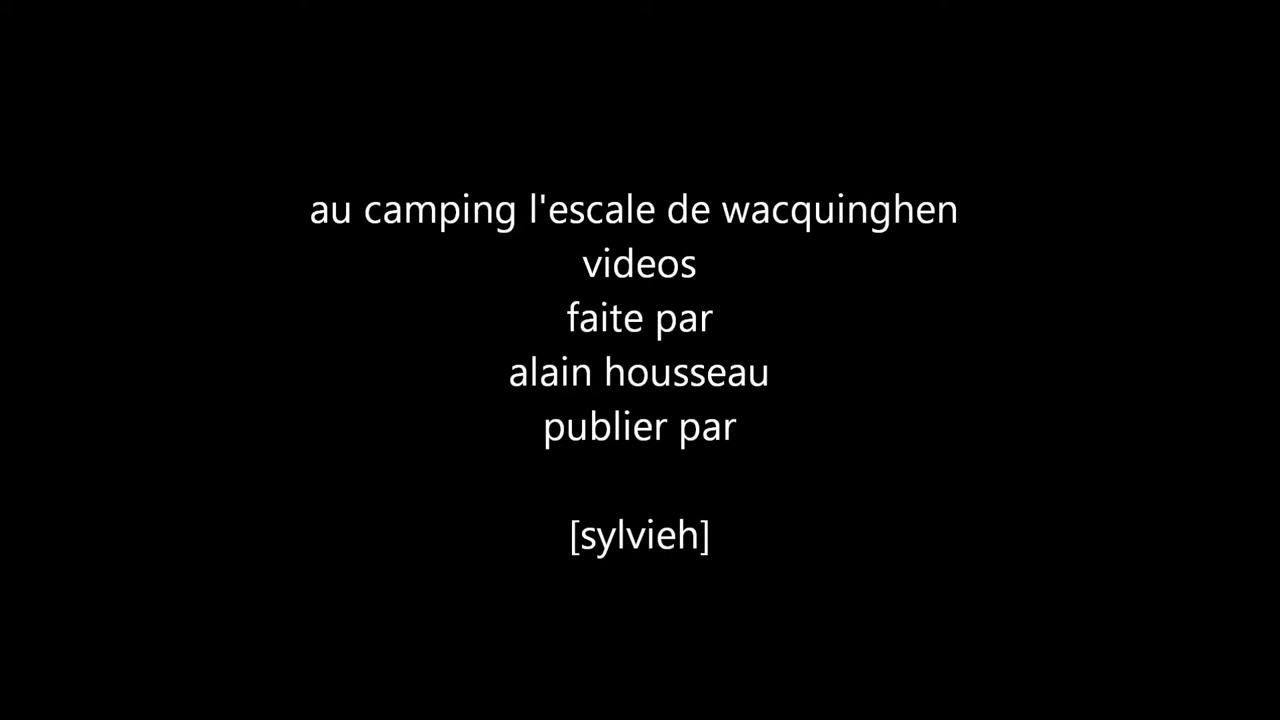 au camping l'escale de wacquinghen
videos
faite par
alain housseau
publier par
[sylvieh]